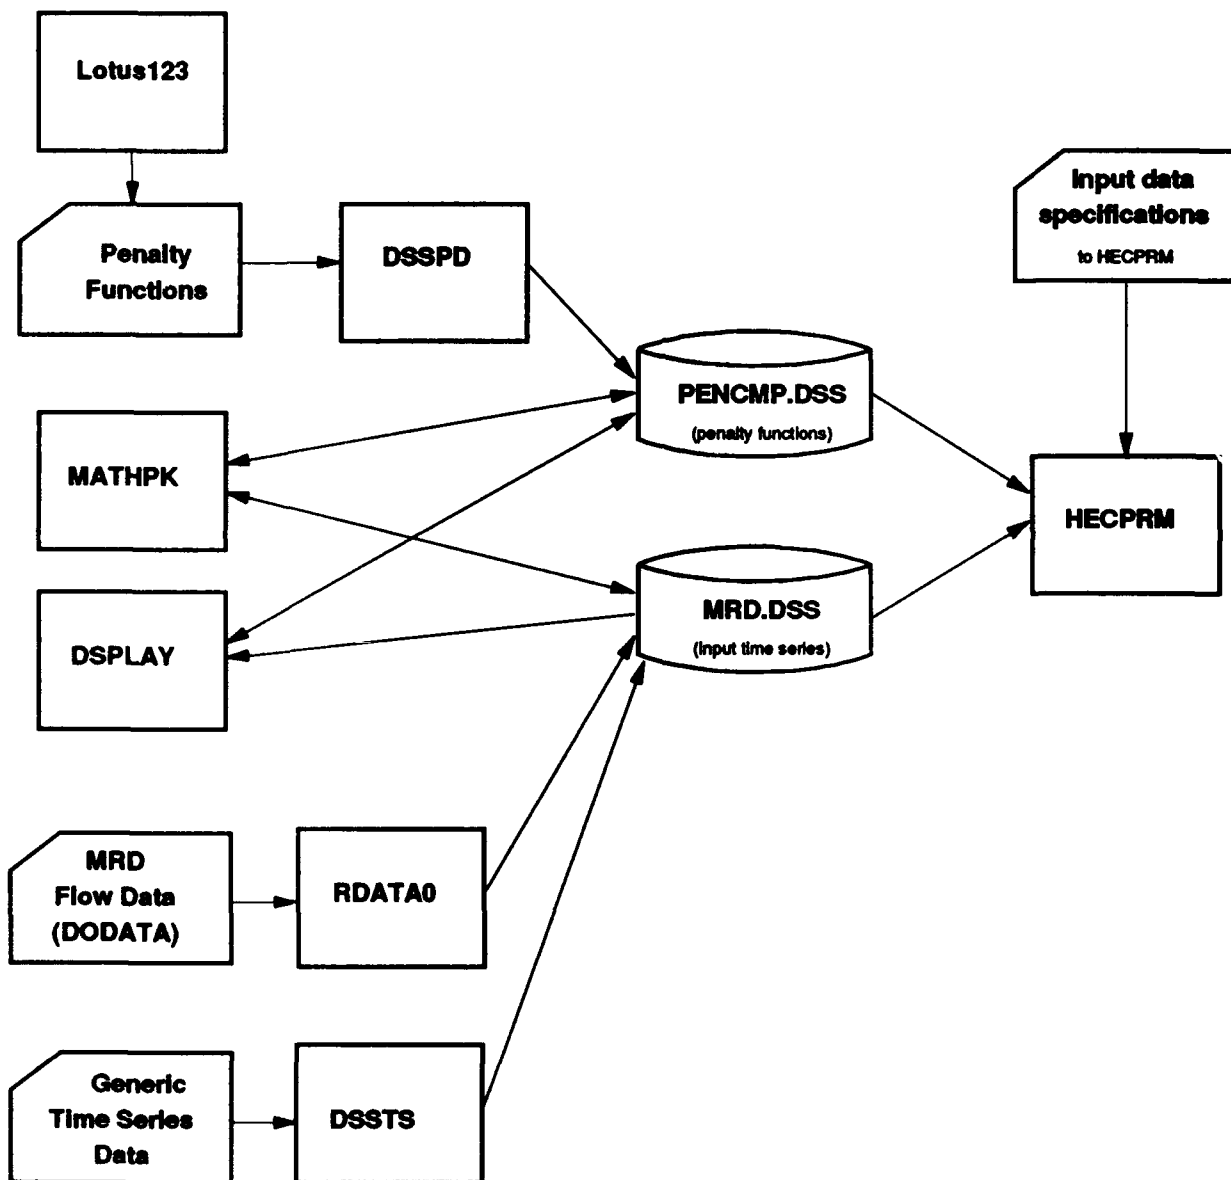 Lotus123
Penalty
Functions
DSSPD
Input data
specifications
to HECPRM
PENCMP.DSS
(penalty functions)
MATHPK
HECPRM
MRD.DSS
(input time series)
DSPLAY
MRD
Flow Data
(DODATA)
RDATA0
Generic
Time Series
Data
DSSTS